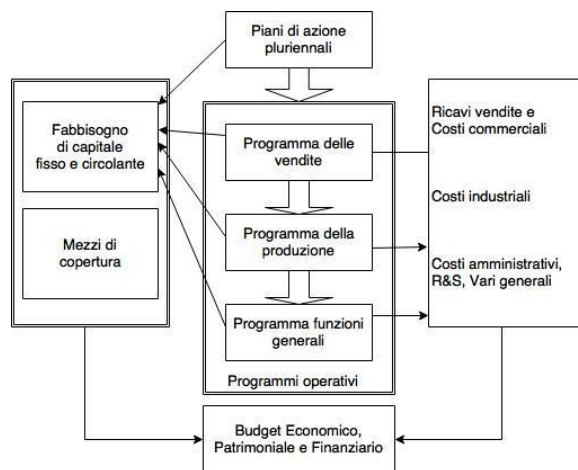 Piani di azione
pluriennali
Fabbisogno
di capitale
fisso e circolante
Mezzi di
copertura
Programma delle
vendite
Programma della
produzione
Programma funzioni
generali
Programmi operativi
Ricavi vendite e
Costi commerciali
Costi industriali
Costi amministrativi,
R&S, Vari generali
Budget Economico,
Patrimoniale e Finanziario